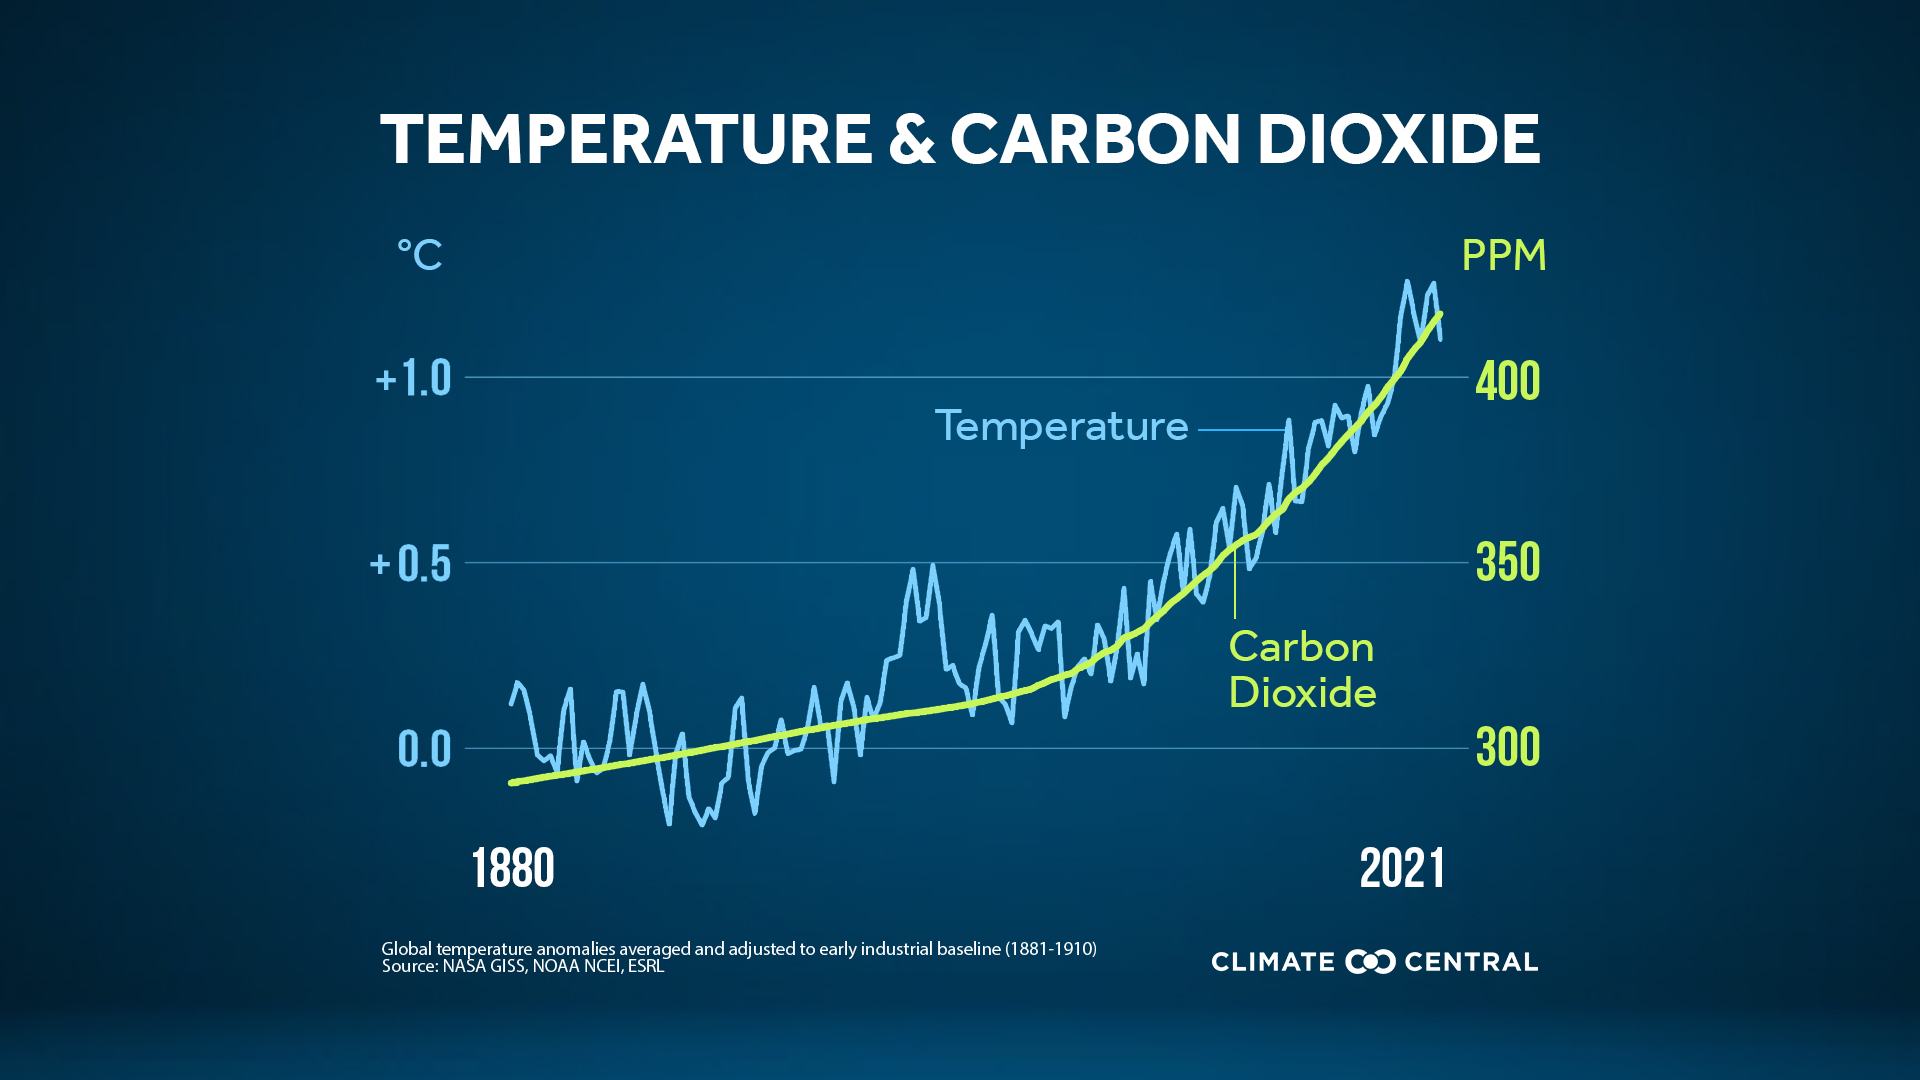 TEMPERATURE & CARBON DIOXIDE
°C
PPM
+1.0
400
Temperature
+0.5
350
Carbon
Dioxide
0.0
300
1880
2021
Global temperature anomalies averaged and adjusted to early industrial baseline (1881-1910)
Source: NASA GISS, NOAA NCEI, ESRL
CLIMATE CENTRAL